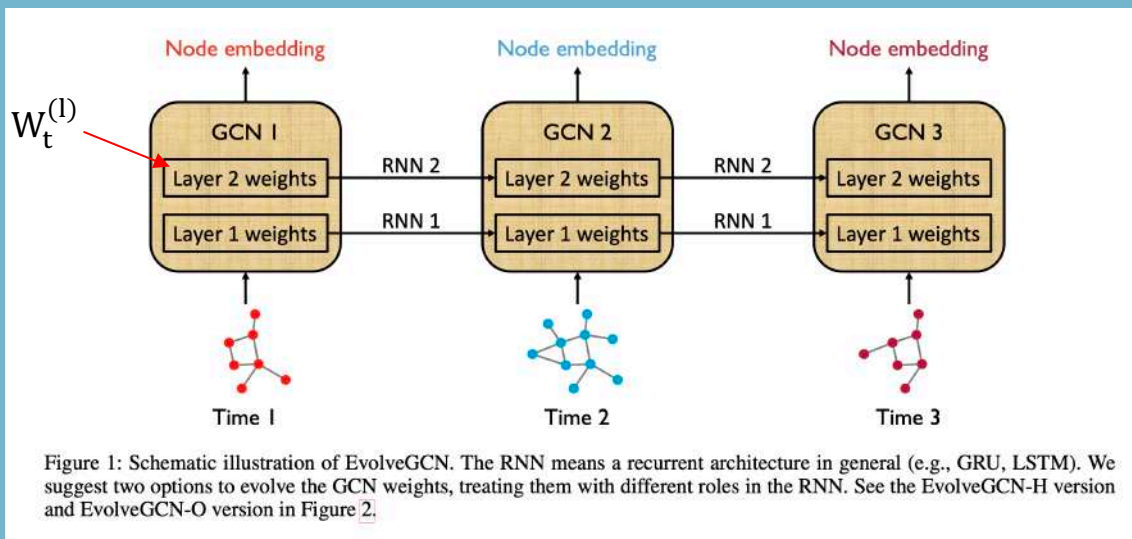 Node embedding Node embedding Node embedding
W_t^(l)
GCN 1 GCN 2 GCN 3
Layer 2 weights RNN 2 Layer 2 weights RNN 2 Layer 2 weights
Layer 1 weights RNN 1 Layer 1 weights RNN 1 Layer 1 weights
Time 1 Time 2 Time 3
Figure 1: Schematic illustration of EvolveGCN. The RNN means a recurrent architecture in general (e.g., GRU, LSTM). We
suggest two options to evolve the GCN weights, treating them with different roles in the RNN. See the EvolveGCN-H version
and EvolveGCN-O version in Figure 2.